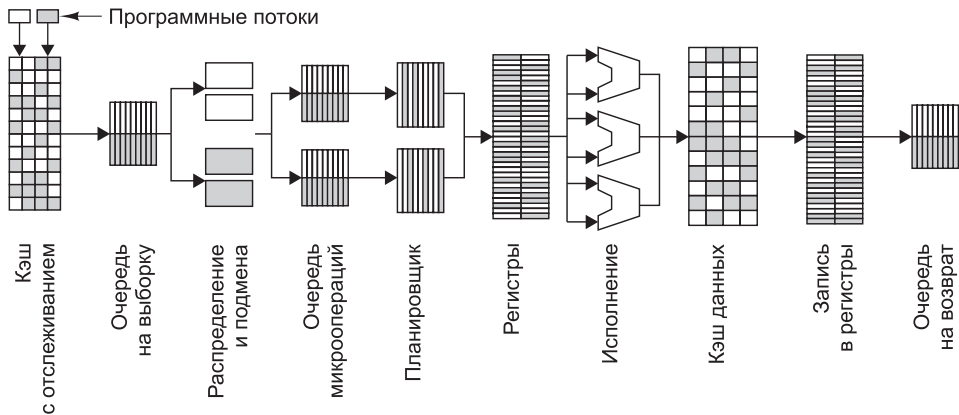 Программные потоки
Кэш
с отслеживанием
Очередь
на выборку
Распределение
и подмена
Очередь
микроопераций
Планировщик
Регистры
Исполнение
Кэш данных
Запись
в регистры
Очередь
на возврат